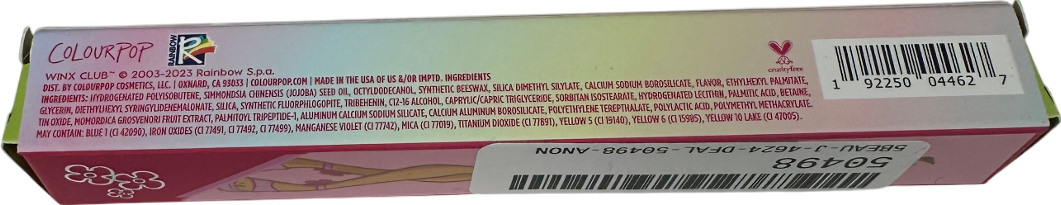 COLOURPOP
RAINBOW
R
WINX CLUB™ © 2003-2023 Rainbow S.p.a.
DIST. BY COLOURPOP COSMETICS, LLC. | OXNARD, CA 93033 | COLOURPOP.COM | MADE IN THE USA OF US &/OR IMPTD. INGREDIENTS
INGREDIENTS: HYDROGENATED POLYISOBUTENE, SIMMONDSIA CHINENSIS (JOJOBA) SEED OIL, OCTYLDODECANOL, SYNTHETIC BEESWAX, SILICA DIMETHYL SILYLATE, CALCIUM SODIUM BOROSILICATE, FLAVOR, ETHYLHEXYL PALMITATE,
GLYCERIN, DIETHYLHEXYL SYRINGYLIDENEMALONATE, SILICA, SYNTHETIC FLUORPHLOGOPITE, TRIBEHENIN, C12-16 ALCOHOL, CAPRYLIC/CAPRIC TRIGLYCERIDE, SORBITAN ISOSTEARATE, HYDROGENATED LECITHIN, PALMITIC ACID, BETAINE,
TIN OXIDE, MOMORDICA GROSVENORI FRUIT EXTRACT, PALMITOYL TRIPEPTIDE-1, ALUMINUM CALCIUM SODIUM SILICATE, CALCIUM ALUMINUM BOROSILICATE, POLYETHYLENE TEREPHTHALATE, POLYLACTIC ACID, POLYMETHYL METHACRYLATE.
MAY CONTAIN: BLUE 1 (CI 42090), IRON OXIDES (CI 77491, CI 77492, CI 77499), MANGANESE VIOLET (CI 77742), MICA (CI 77019), TITANIUM DIOXIDE (CI 77891), YELLOW 5 (CI 19140), YELLOW 6 (CI 15985), YELLOW 10 LAKE (CI 47005).
crueltyfree
1 92250 04462 7
50498
5BEAU-J-4624-DFAL-50498-ANON